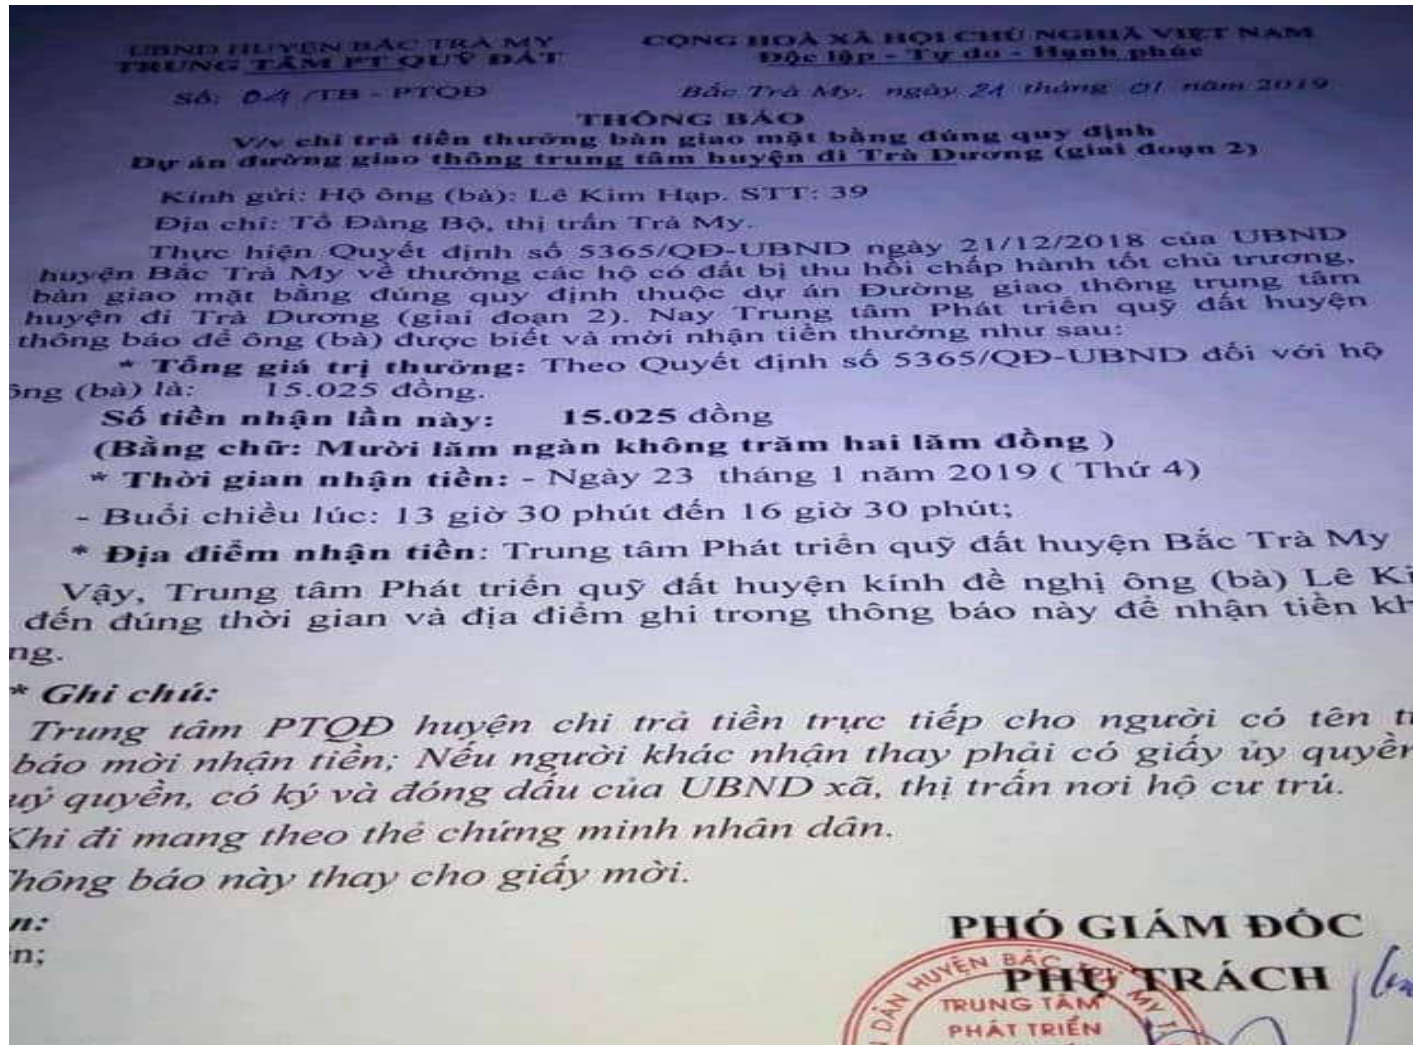 UBND HUYỆN BẮC TRÀ MY
TRUNG TÂM PT QUỸ ĐẤT
CỘNG HOÀ XÃ HỘI CHỦ NGHĨA VIỆT NAM
Độc lập - Tự do - Hạnh phúc
Số: 04 /TB - PTQĐ
Bắc Trà My, ngày 21 tháng 01 năm 2019
THÔNG BÁO
V/v chi trả tiền thưởng bàn giao mặt bằng đúng quy định
Dự án đường giao thông trung tâm huyện đi Trà Dương (giai đoạn 2)
Kính gửi: Hộ ông (bà): Lê Kim Hạp. STT: 39
Địa chỉ: Tổ Đàng Bộ, thị trấn Trà My.
Thực hiện Quyết định số 5365/QĐ-UBND ngày 21/12/2018 của UBND
huyện Bắc Trà My về thưởng các hộ có đất bị thu hồi chấp hành tốt chủ trương,
bàn giao mặt bằng đúng quy định thuộc dự án Đường giao thông trung tâm
huyện đi Trà Dương (giai đoạn 2). Nay Trung tâm Phát triển quỹ đất huyện
thông báo để ông (bà) được biết và mời nhận tiền thưởng như sau:
* Tổng giá trị thưởng: Theo Quyết định số 5365/QĐ-UBND đối với hộ
ông (bà) là: 15.025 đồng.
Số tiền nhận lần này: 15.025 đồng
(Bằng chữ: Mười lăm ngàn không trăm hai lăm đồng )
* Thời gian nhận tiền: - Ngày 23 tháng 1 năm 2019 ( Thứ 4)
- Buổi chiều lúc: 13 giờ 30 phút đến 16 giờ 30 phút;
* Địa điểm nhận tiền: Trung tâm Phát triển quỹ đất huyện Bắc Trà My
Vậy, Trung tâm Phát triển quỹ đất huyện kính đề nghị ông (bà) Lê Ki
đến đúng thời gian và địa điểm ghi trong thông báo này để nhận tiền kh
ng.
* Ghi chú:
Trung tâm PTQĐ huyện chi trả tiền trực tiếp cho người có tên t
báo mời nhận tiền; Nếu người khác nhận thay phải có giấy ủy quyền
uỷ quyền, có ký và đóng dấu của UBND xã, thị trấn nơi hộ cư trú.
Khi đi mang theo thẻ chứng minh nhân dân.
Thông báo này thay cho giấy mời.
n:
n;
PHÓ GIÁM ĐỐC
PHỤ TRÁCH
DÂN HUYỆN BẮC TRÀ MY T.
TRUNG TÂM
PHÁT TRIỂN